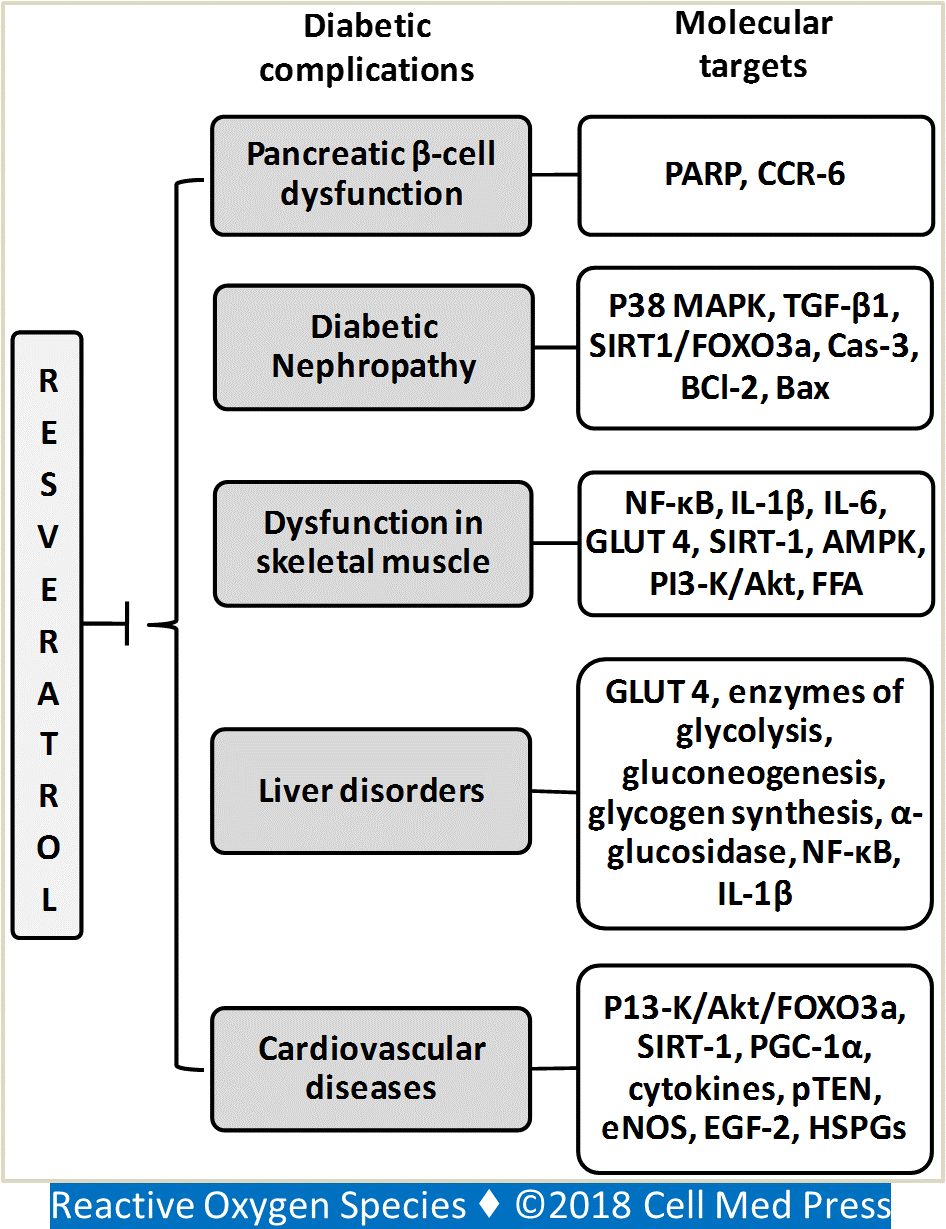 Diabetic
complications
Molecular
targets
RESVERATROL
Pancreatic β-cell
dysfunction
PARP, CCR-6
Diabetic
Nephropathy
P38 MAPK, TGF-β1,
SIRT1/FOXO3a, Cas-3,
BCl-2, Bax
Dysfunction in
skeletal muscle
NF-κB, IL-1β, IL-6,
GLUT 4, SIRT-1, AMPK,
PI3-K/Akt, FFA
Liver disorders
GLUT 4, enzymes of
glycolysis,
gluconeogenesis,
glycogen synthesis, α-
glucosidase, NF-κB,
IL-1β
Cardiovascular
diseases
P13-K/Akt/FOXO3a,
SIRT-1, PGC-1α,
cytokines, pTEN,
eNOS, EGF-2, HSPGs
Reactive Oxygen Species ♦ ©2018 Cell Med Press